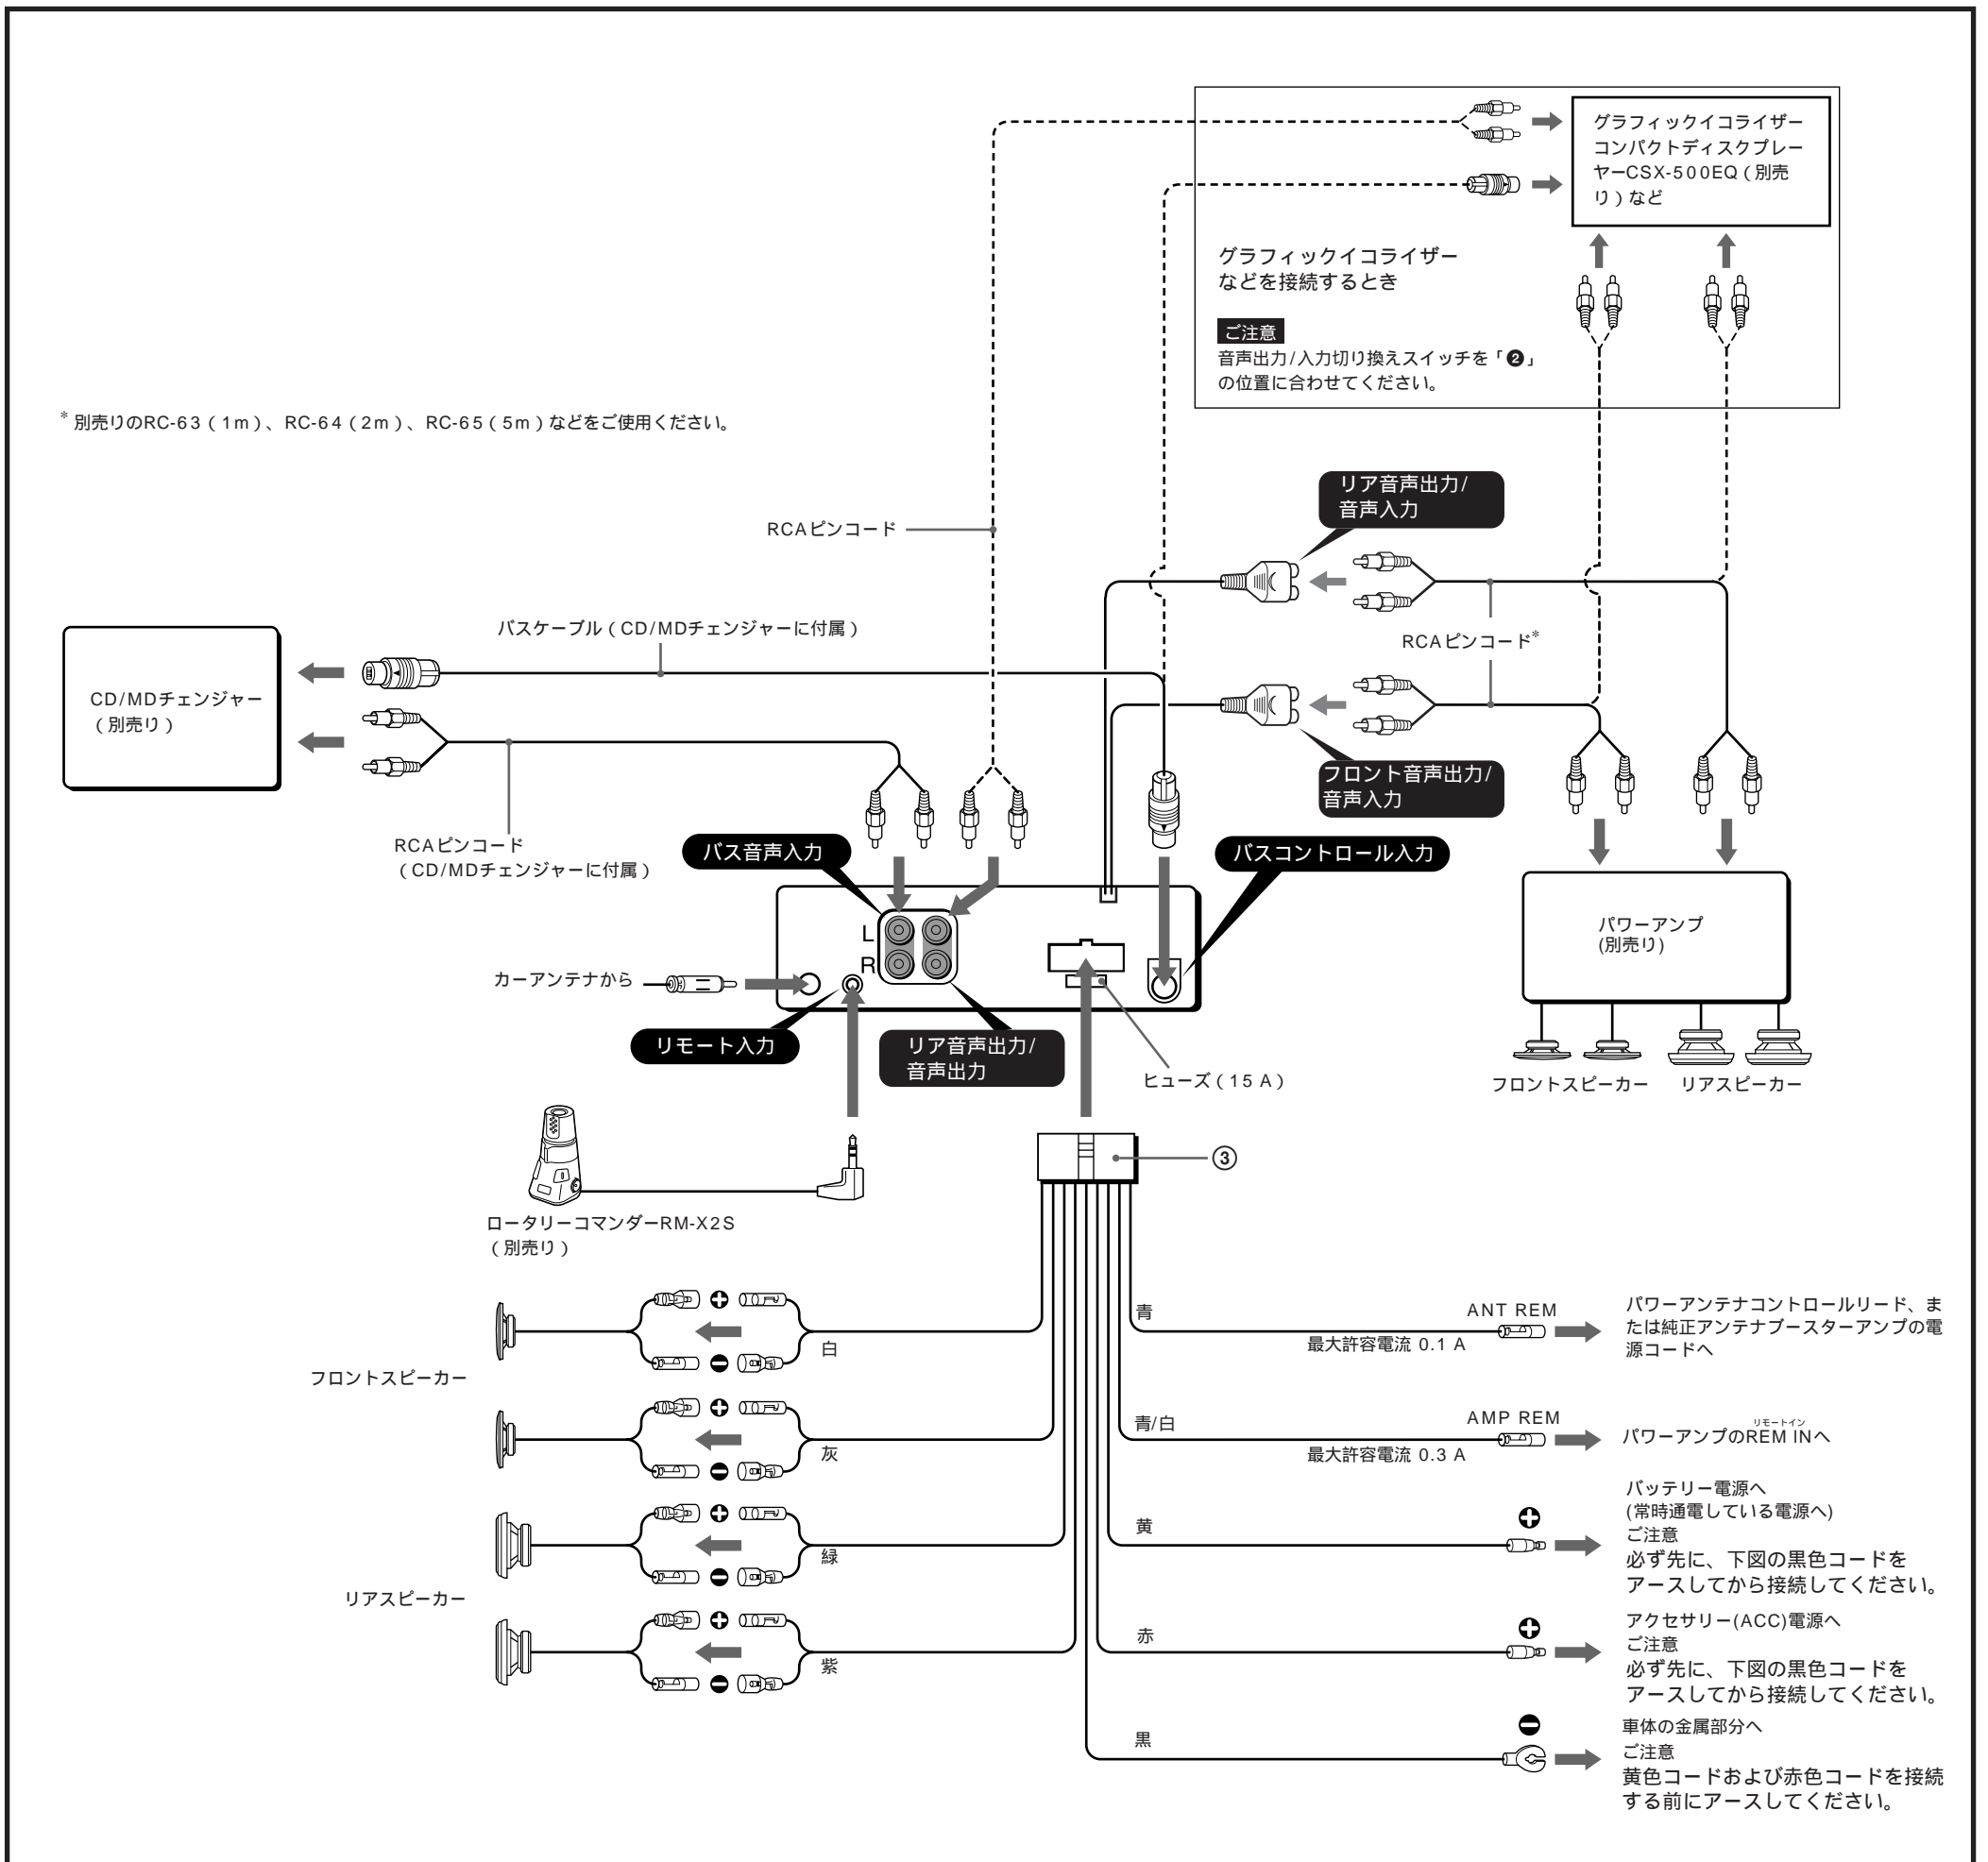 グラフィックイコライザー
コンパクトディスクプレー
ヤーCSX-500EQ（別売
り）など
グラフィックイコライザー
などを接続するとき
ご注意
音声出力/入力切り換えスイッチを「❷」
の位置に合わせてください。
* 別売りのRC-63（1m）、RC-64（2m）、RC-65（5m）などをご使用ください。
リア音声出力/
音声入力
RCAピンコード
バスケーブル（CD/MDチェンジャーに付属）
RCAピンコード*
CD/MDチェンジャー
（別売り）
フロント音声出力/
音声入力
RCAピンコード
（CD/MDチェンジャーに付属）
バス音声入力
バスコントロール入力
L
R
パワーアンプ
(別売り)
カーアンテナから
リモート入力
リア音声出力/
音声出力
ヒューズ（15 A）
フロントスピーカー
リアスピーカー
③
ロータリーコマンダーRM-X2S
（別売り）
フロントスピーカー
白
灰
リアスピーカー
緑
紫
青
ANT REM
最大許容電流 0.1 A
パワーアンテナコントロールリード、ま
たは純正アンテナブースターアンプの電
源コードへ
青/白
AMP REM
最大許容電流 0.3 A
リモートイン
パワーアンプのREM INへ
黄
バッテリー電源へ
(常時通電している電源へ)
ご注意
必ず先に、下図の黒色コードを
アースしてから接続してください。
赤
アクセサリー(ACC)電源へ
ご注意
必ず先に、下図の黒色コードを
アースしてから接続してください。
黒
車体の金属部分へ
ご注意
黄色コードおよび赤色コードを接続
する前にアースしてください。